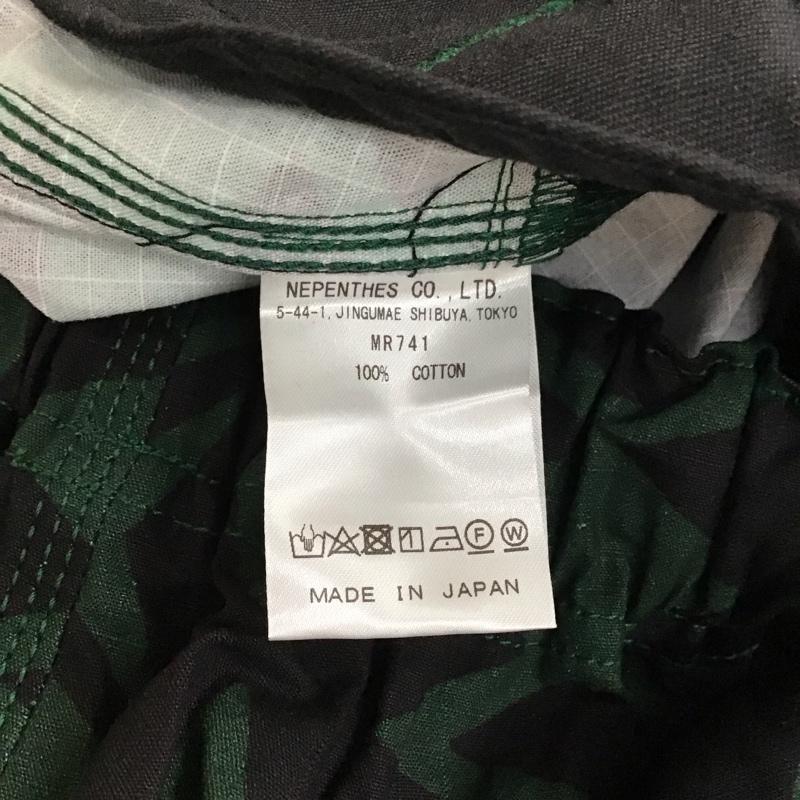 NEPENTHES CO.,LTD.
5-44-1, JINGUMAE SHIBUYA, TOKYO
MR741
100% COTTON
F W
MADE IN JAPAN